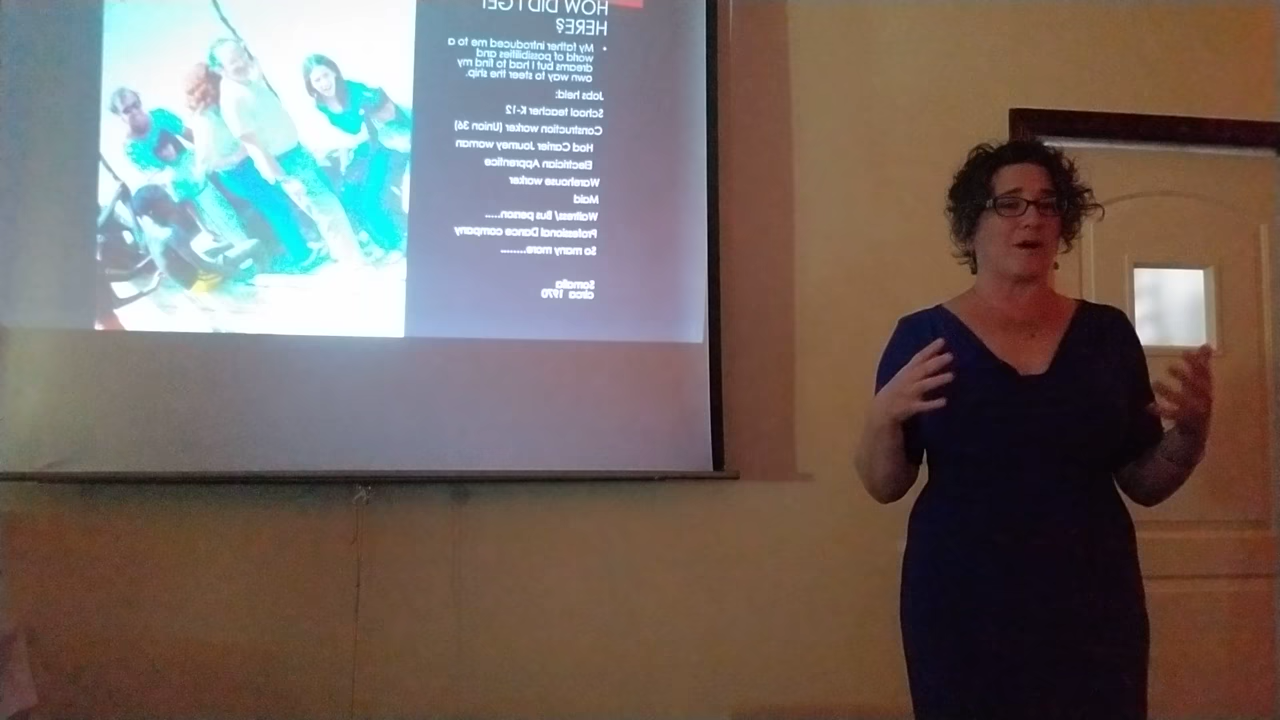 HOW DID I GET
HERE?
• My father introduced me to a
world of possibilities and
dreams but I had to find my
own way to steer the ship.
Jobs held:
School teacher K-12
Construction worker (Union 36)
Hod Carrier Journey woman
Electrician Apprentice
Warehouse worker
Maid
Waitress/ Bus person.....
Professional Dance company
So many more........
Somalia
circa 1970